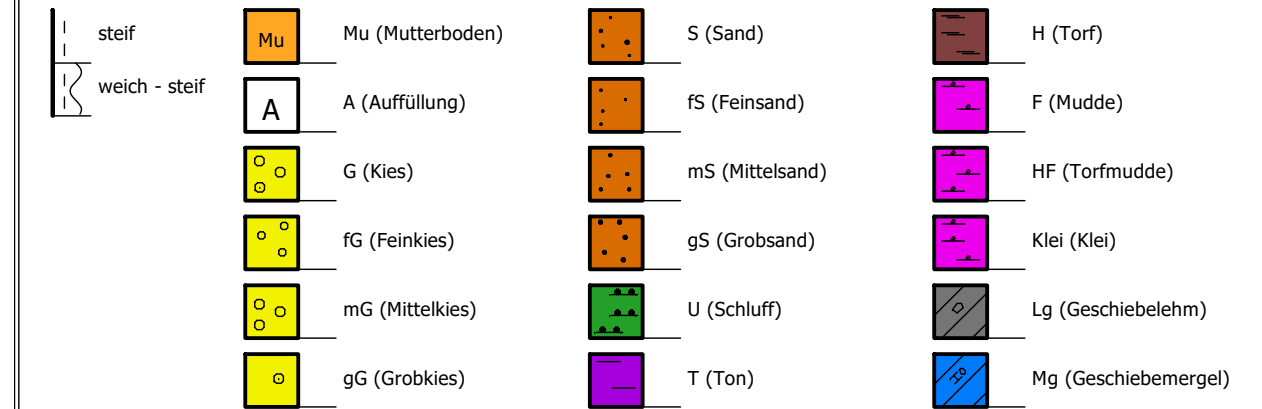 steif
weich - steif
Mu
Mu (Mutterboden)
A
A (Auffüllung)
G (Kies)
fG (Feinkies)
mG (Mittelkies)
gG (Grobkies)
S (Sand)
fS (Feinsand)
mS (Mittelsand)
gS (Grobsand)
U (Schluff)
T (Ton)
H (Torf)
F (Mudde)
HF (Torfmudde)
Klei (Klei)
Lg (Geschiebelehm)
Mg (Geschiebemergel)